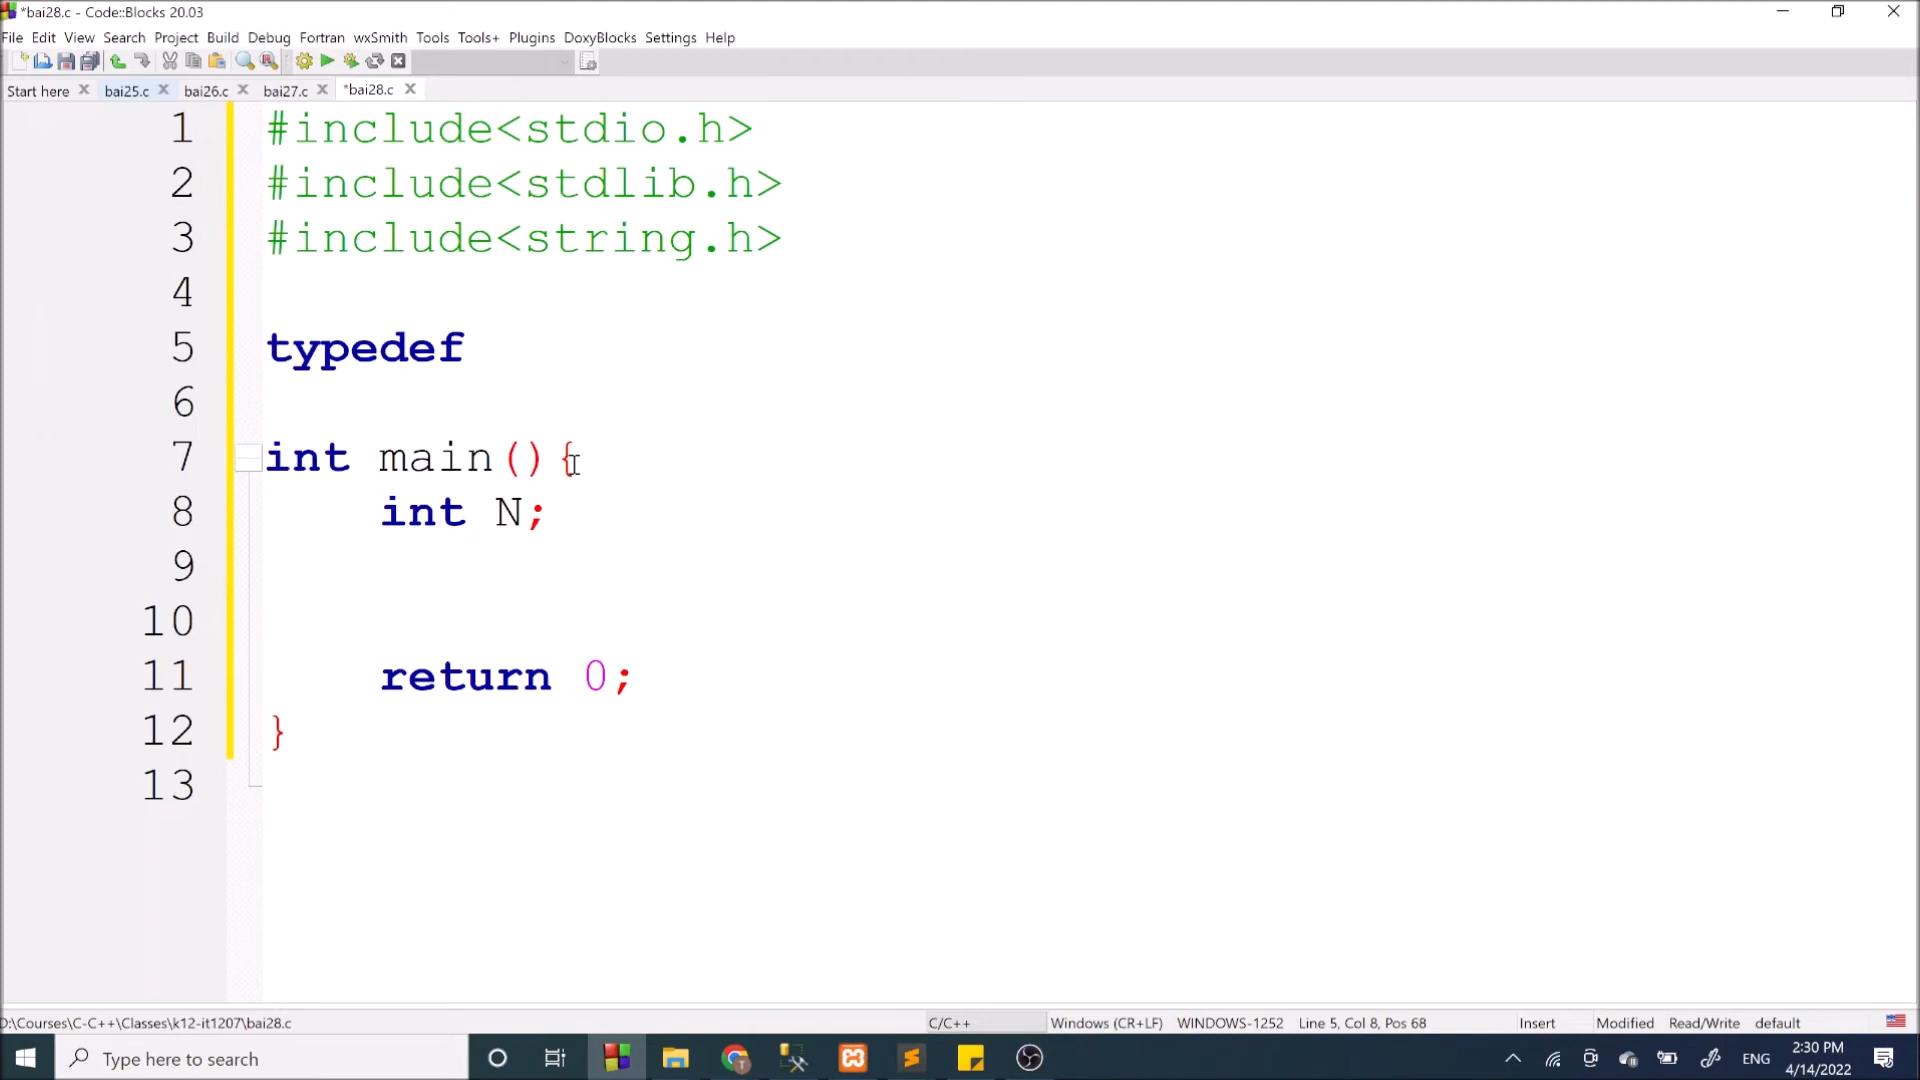 *bai28.c - Code::Blocks 20.03
File Edit View Search Project Build Debug Fortran wxSmith Tools Tools+ Plugins DoxyBlocks Settings Help
Start here bai25.c bai26.c bai27.c *bai28.c
1 #include<stdio.h>
2 #include<stdlib.h>
3 #include<string.h>
4
5 typedef
6
7 int main(){
8 int N;
9
10
11 return 0;
12 }
13
D:\Courses\C-C++\Classes\k12-it1207\bai28.c C/C++ Windows (CR+LF) WINDOWS-1252 Line 5, Col 8, Pos 68 Insert Modified Read/Write default
Type here to search ENG 2:30 PM
4/14/2022